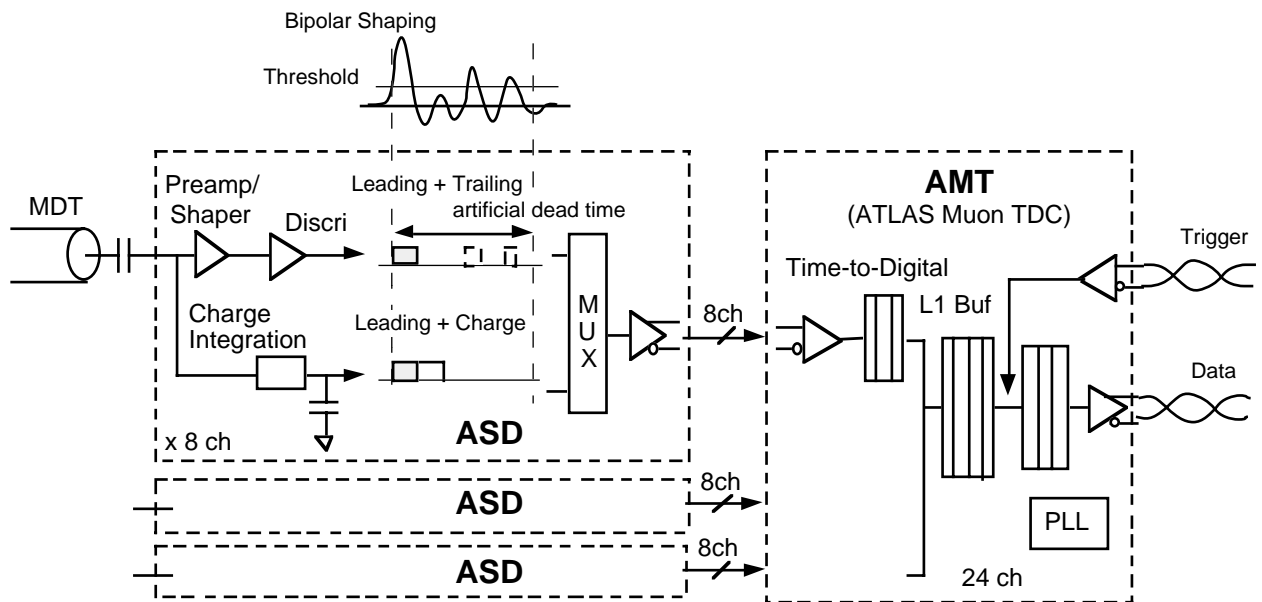 Bipolar Shaping
Threshold
MDT
Preamp/
Shaper
Discri
Leading + Trailing
artificial dead time
Charge
Integration
Leading + Charge
M
U
X
x 8 ch
ASD
8ch
ASD
8ch
ASD
8ch
AMT
(ATLAS Muon TDC)
Time-to-Digital
L1 Buf
Trigger
Data
PLL
24 ch